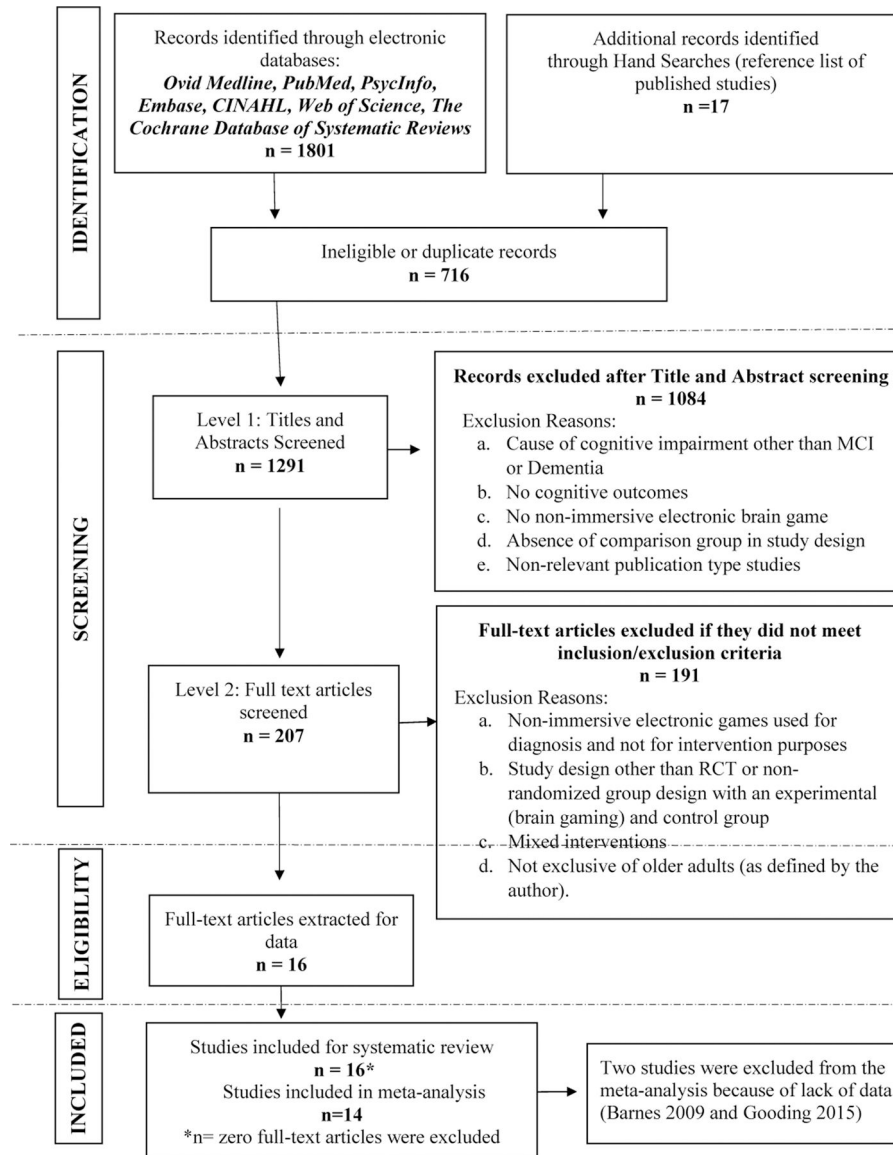 IDENTIFICATION
Records identified through electronic
databases:
Ovid Medline, PubMed, PsycInfo,
Embase, CINAHL, Web of Science, The
Cochrane Database of Systematic Reviews
n = 1801
Additional records identified
through Hand Searches (reference list of
published studies)
n =17
Ineligible or duplicate records
n = 716
SCREENING
Level 1: Titles and
Abstracts Screened
n = 1291
Records excluded after Title and Abstract screening
n = 1084
Exclusion Reasons:
a. Cause of cognitive impairment other than MCI
or Dementia
b. No cognitive outcomes
c. No non-immersive electronic brain game
d. Absence of comparison group in study design
e. Non-relevant publication type studies
Level 2: Full text articles
screened
n = 207
Full-text articles excluded if they did not meet
inclusion/exclusion criteria
n = 191
Exclusion Reasons:
a. Non-immersive electronic games used for
diagnosis and not for intervention purposes
b. Study design other than RCT or non-
randomized group design with an experimental
(brain gaming) and control group
c. Mixed interventions
d. Not exclusive of older adults (as defined by the
author).
ELIGIBILITY
Full-text articles extracted for
data
n = 16
INCLUDED
Studies included for systematic review
n = 16*
Studies included in meta-analysis
n=14
*n= zero full-text articles were excluded
Two studies were excluded from the
meta-analysis because of lack of data
(Barnes 2009 and Gooding 2015)